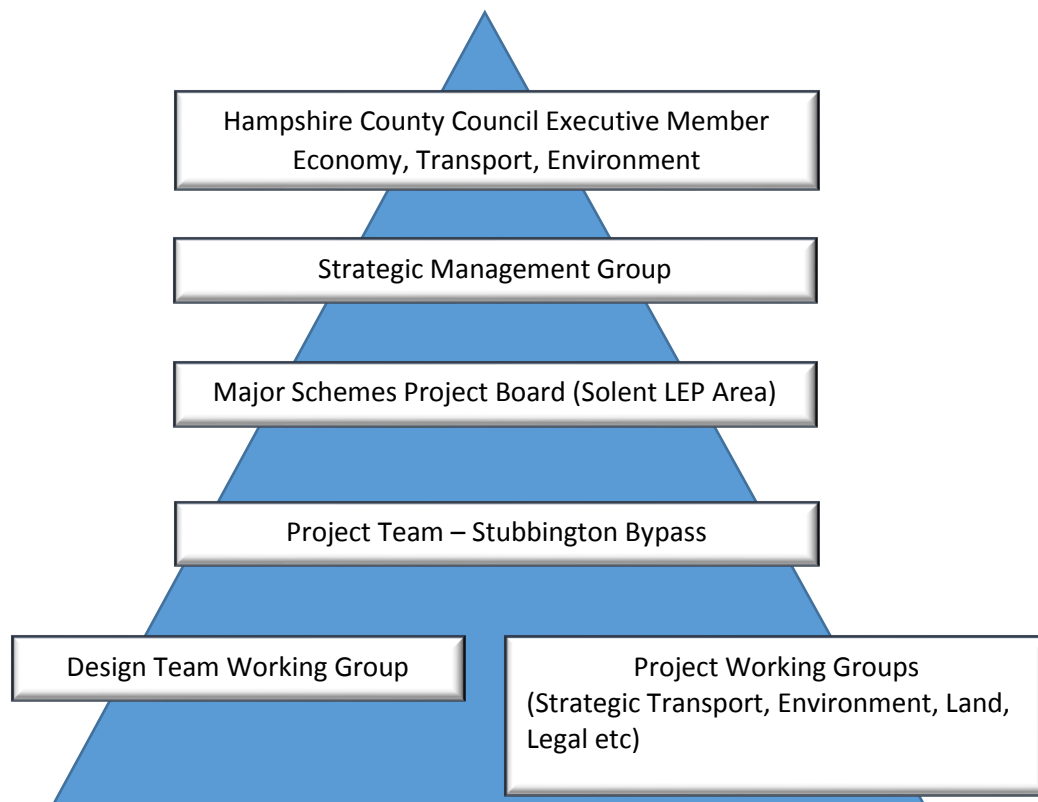 Hampshire County Council Executive Member
Economy, Transport, Environment
Strategic Management Group
Major Schemes Project Board (Solent LEP Area)
Project Team – Stubbington Bypass
Design Team Working Group
Project Working Groups
(Strategic Transport, Environment, Land,
Legal etc)